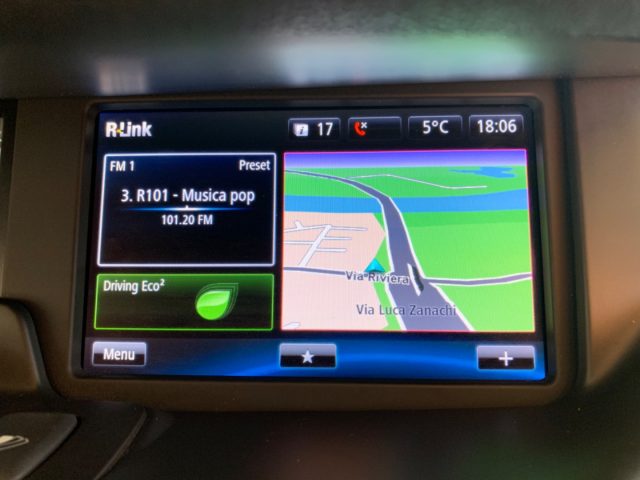 R-Link
i 17
5°C
18:06
FM 1 Preset
3. R101 - Musica pop
101.20 FM
Driving Eco²
Via Riviera
Via Luca Zanachi
Menu
+